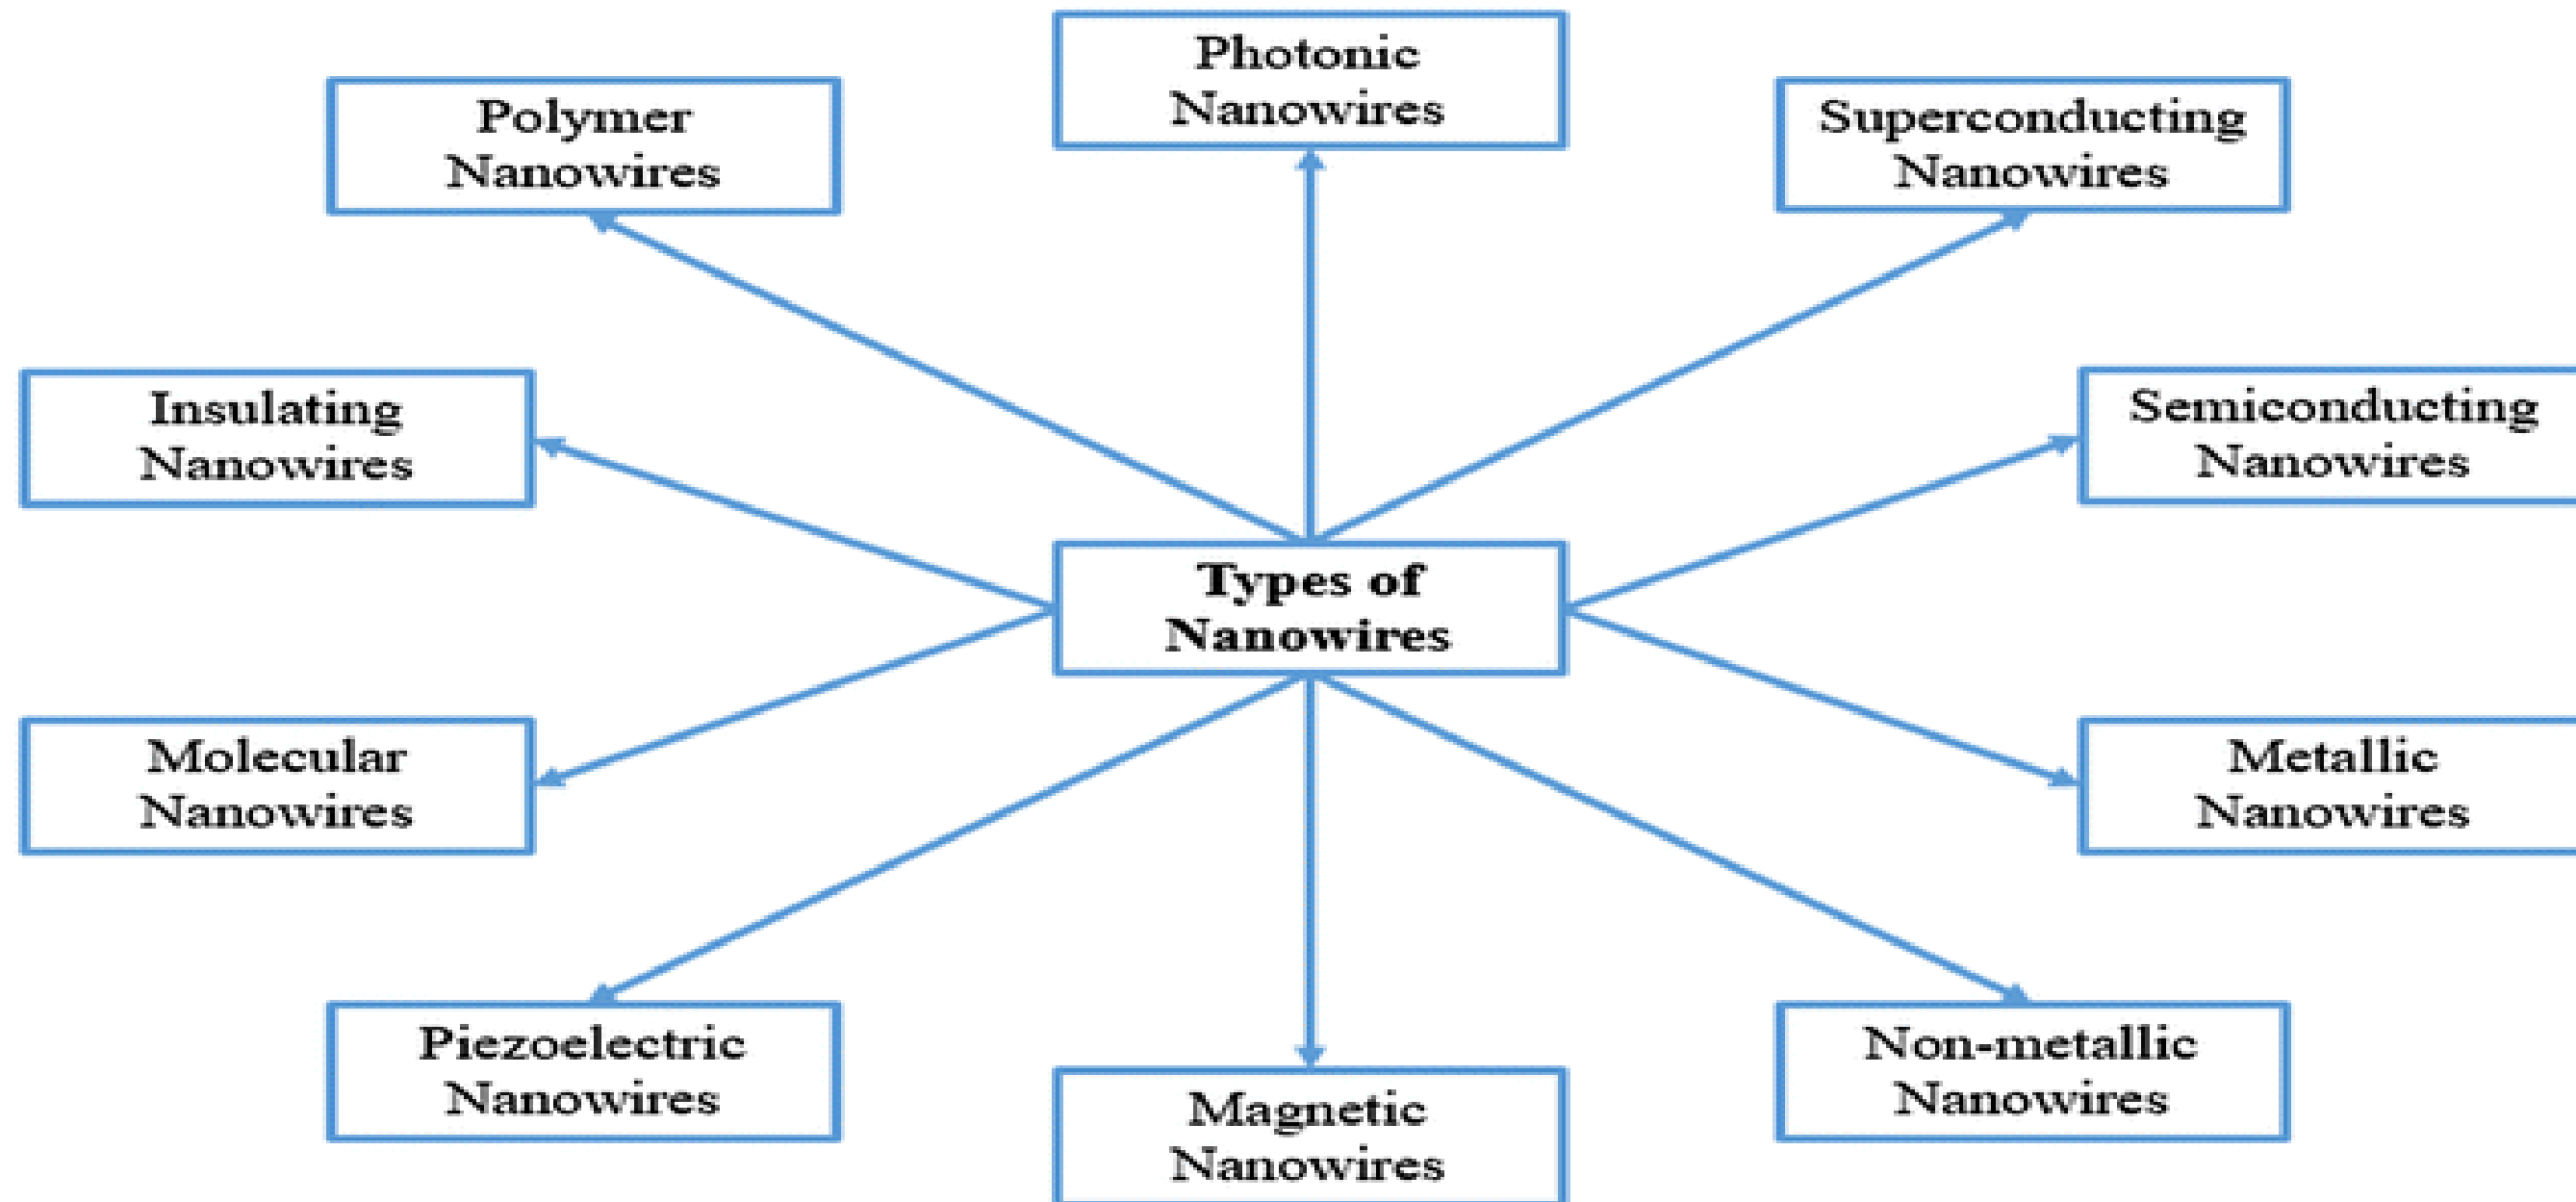 Photonic
Nanowires
Polymer
Nanowires
Superconducting
Nanowires
Insulating
Nanowires
Semiconducting
Nanowires
Types of
Nanowires
Molecular
Nanowires
Metallic
Nanowires
Piezoelectric
Nanowires
Magnetic
Nanowires
Non-metallic
Nanowires